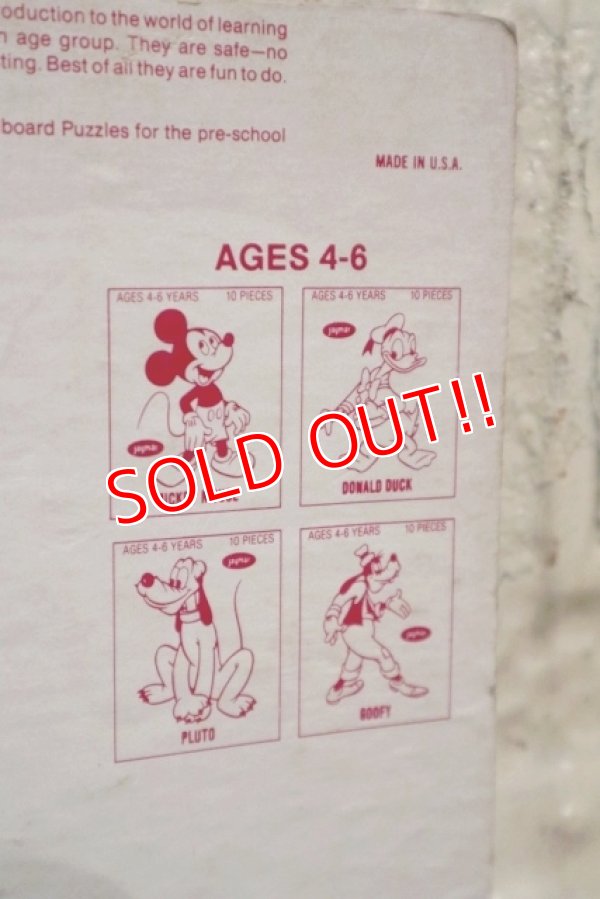 oduction to the world of learning
age group. They are safe—no
ting. Best of all they are fun to do.
board Puzzles for the pre-school
MADE IN U.S.A.
AGES 4-6
AGES 4-6 YEARS 10 PIECES
jaymar
AGES 4-6 YEARS 10 PIECES
jaymar
DONALD DUCK
SOLD OUT!!
AGES 4-6 YEARS 10 PIECES
jaymar
PLUTO
AGES 4-6 YEARS 10 PIECES
jaymar
GOOFY